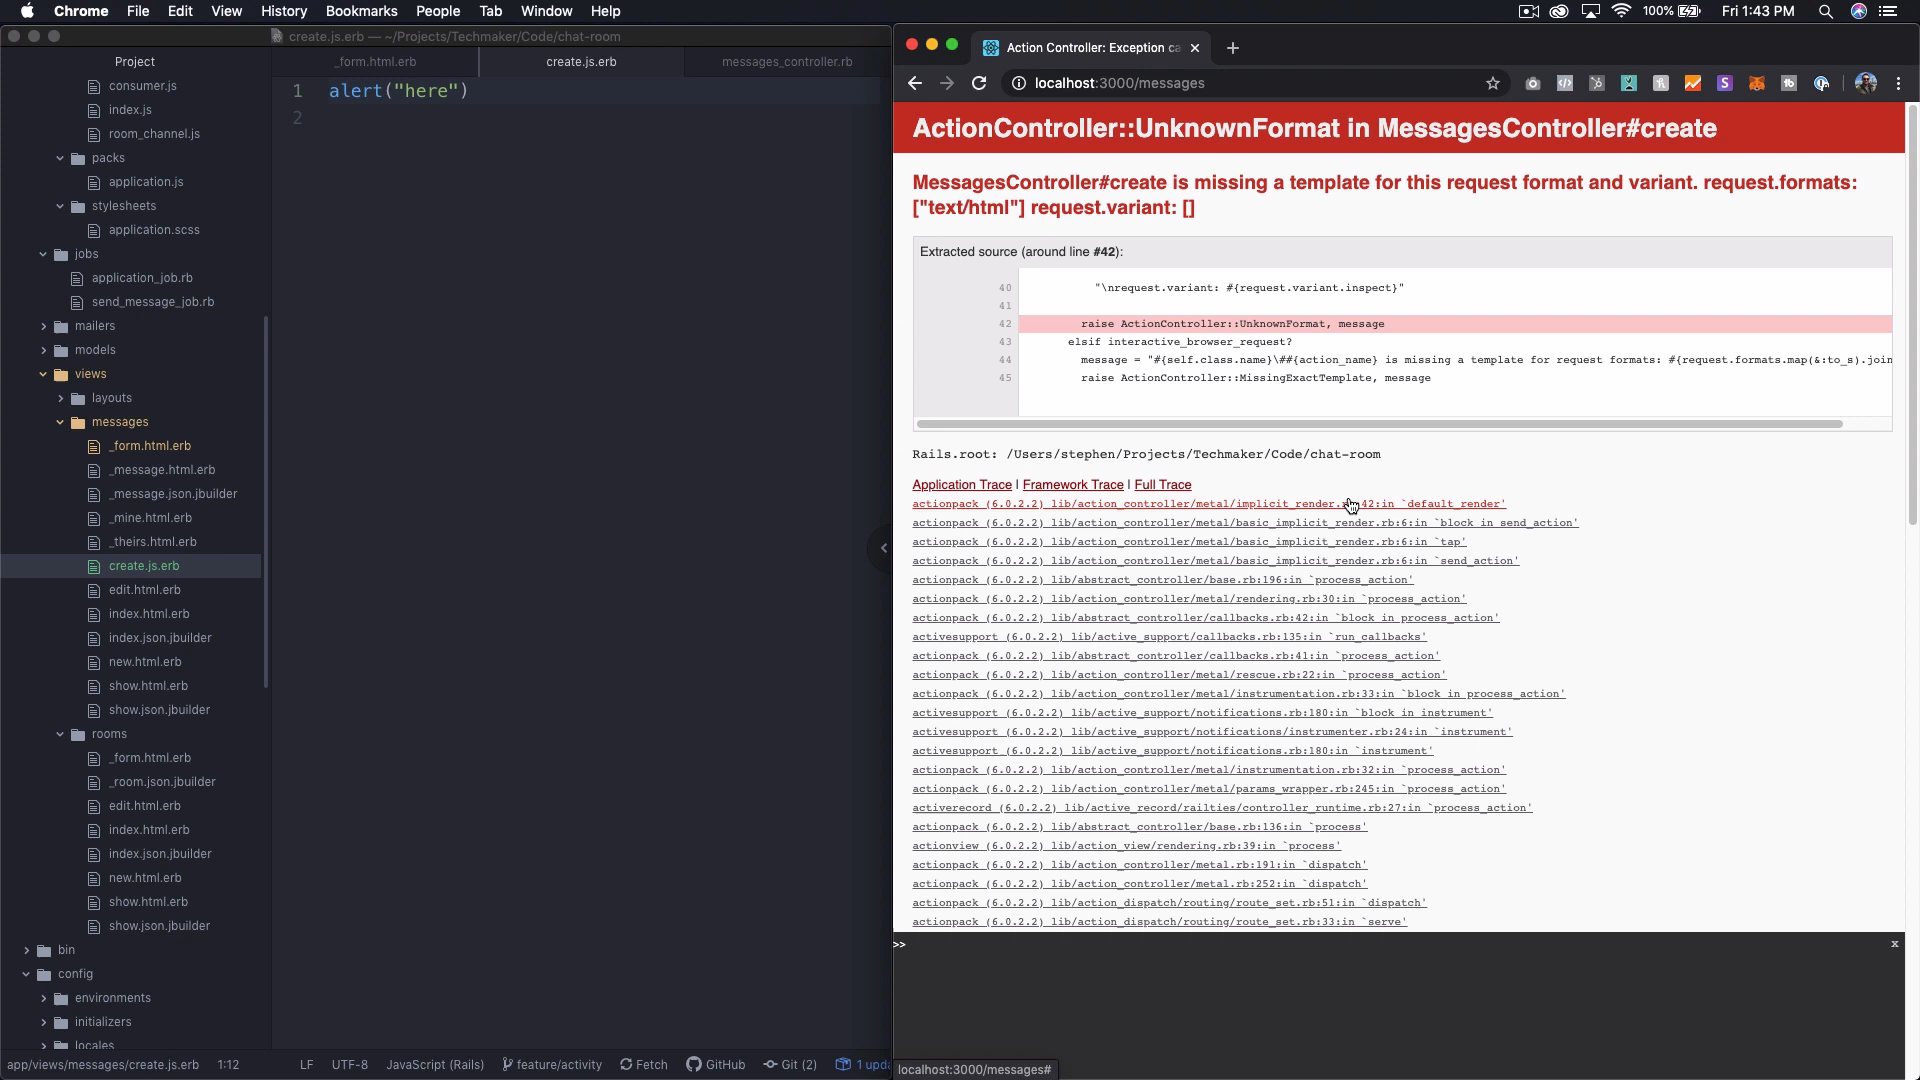 Chrome File Edit View History Bookmarks People Tab Window Help
100% Fri 1:43 PM
create.js.erb — ~/Projects/Techmaker/Code/chat-room
Project
consumer.js
index.js
room_channel.js
packs
application.js
stylesheets
application.scss
jobs
application_job.rb
send_message_job.rb
mailers
models
views
layouts
messages
_form.html.erb
_message.html.erb
_message.json.jbuilder
_mine.html.erb
_theirs.html.erb
create.js.erb
edit.html.erb
index.html.erb
index.json.jbuilder
new.html.erb
show.html.erb
show.json.jbuilder
rooms
_form.html.erb
_room.json.jbuilder
edit.html.erb
index.html.erb
index.json.jbuilder
new.html.erb
show.html.erb
show.json.jbuilder
bin
config
environments
initializers
locales
_form.html.erb create.js.erb messages_controller.rb
1 alert("here")
2
app/views/messages/create.js.erb 1:12 LF UTF-8 JavaScript (Rails) feature/activity Fetch GitHub Git (2) 1 upda
Action Controller: Exception ca
localhost:3000/messages
ActionController::UnknownFormat in MessagesController#create
MessagesController#create is missing a template for this request format and variant. request.formats:
["text/html"] request.variant: []
Extracted source (around line #42):
40 "\nrequest.variant: #{request.variant.inspect}"
41
42 raise ActionController::UnknownFormat, message
43 elsif interactive_browser_request?
44 message = "#{self.class.name}\##{action_name} is missing a template for request formats: #{request.formats.map(&:to_s).join
45 raise ActionController::MissingExactTemplate, message
Rails.root: /Users/stephen/Projects/Techmaker/Code/chat-room
Application Trace | Framework Trace | Full Trace
actionpack (6.0.2.2) lib/action_controller/metal/implicit_render. 42:in `default_render'
actionpack (6.0.2.2) lib/action_controller/metal/basic_implicit_render.rb:6:in `block in send_action'
actionpack (6.0.2.2) lib/action_controller/metal/basic_implicit_render.rb:6:in `tap'
actionpack (6.0.2.2) lib/action_controller/metal/basic_implicit_render.rb:6:in `send_action'
actionpack (6.0.2.2) lib/abstract_controller/base.rb:196:in `process_action'
actionpack (6.0.2.2) lib/action_controller/metal/rendering.rb:30:in `process_action'
actionpack (6.0.2.2) lib/abstract_controller/callbacks.rb:42:in `block in process_action'
activesupport (6.0.2.2) lib/active_support/callbacks.rb:135:in `run_callbacks'
actionpack (6.0.2.2) lib/abstract_controller/callbacks.rb:41:in `process_action'
actionpack (6.0.2.2) lib/action_controller/metal/rescue.rb:22:in `process_action'
actionpack (6.0.2.2) lib/action_controller/metal/instrumentation.rb:33:in `block in process_action'
activesupport (6.0.2.2) lib/active_support/notifications.rb:180:in `block in instrument'
activesupport (6.0.2.2) lib/active_support/notifications/instrumenter.rb:24:in `instrument'
activesupport (6.0.2.2) lib/active_support/notifications.rb:180:in `instrument'
actionpack (6.0.2.2) lib/action_controller/metal/instrumentation.rb:32:in `process_action'
actionpack (6.0.2.2) lib/action_controller/metal/params_wrapper.rb:245:in `process_action'
activerecord (6.0.2.2) lib/active_record/railties/controller_runtime.rb:27:in `process_action'
actionpack (6.0.2.2) lib/abstract_controller/base.rb:136:in `process'
actionview (6.0.2.2) lib/action_view/rendering.rb:39:in `process'
actionpack (6.0.2.2) lib/action_controller/metal.rb:191:in `dispatch'
actionpack (6.0.2.2) lib/action_controller/metal.rb:252:in `dispatch'
actionpack (6.0.2.2) lib/action_dispatch/routing/route_set.rb:51:in `dispatch'
actionpack (6.0.2.2) lib/action_dispatch/routing/route_set.rb:33:in `serve'
>> x
localhost:3000/messages#